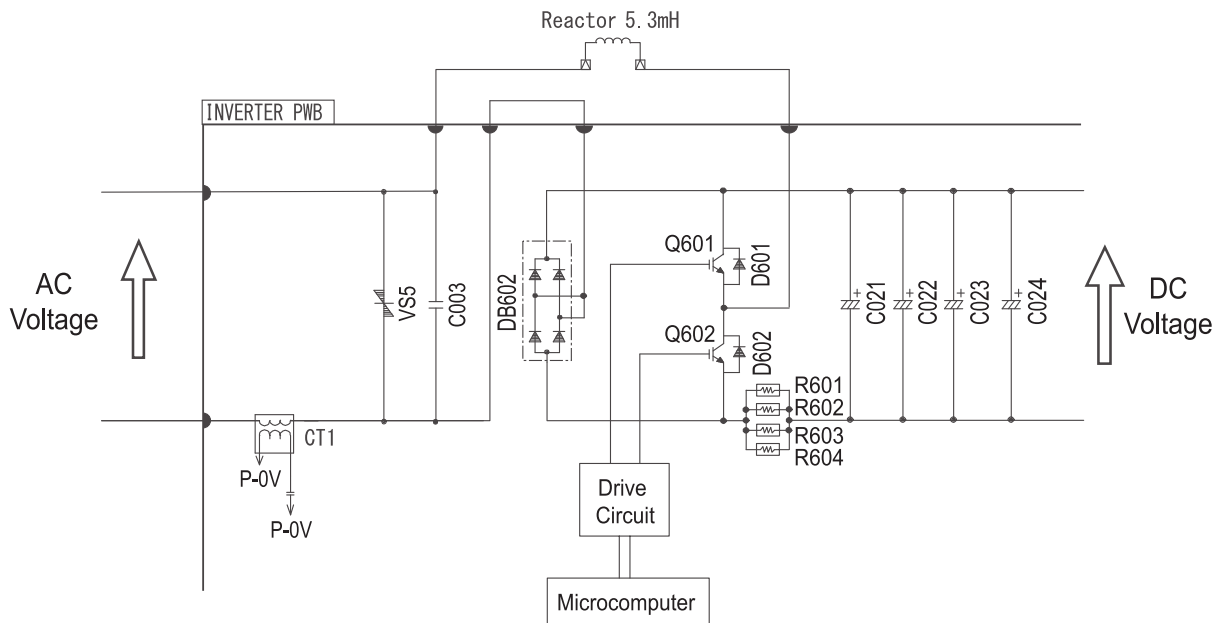 Reactor 5.3mH
INVERTER PWB
AC
Voltage
VS5
C003
CT1
P-0V
P-0V
DB602
Q601
D601
Q602
D602
R601
R602
R603
R604
C021
C022
C023
C024
+
+
+
+
DC
Voltage
Drive
Circuit
Microcomputer